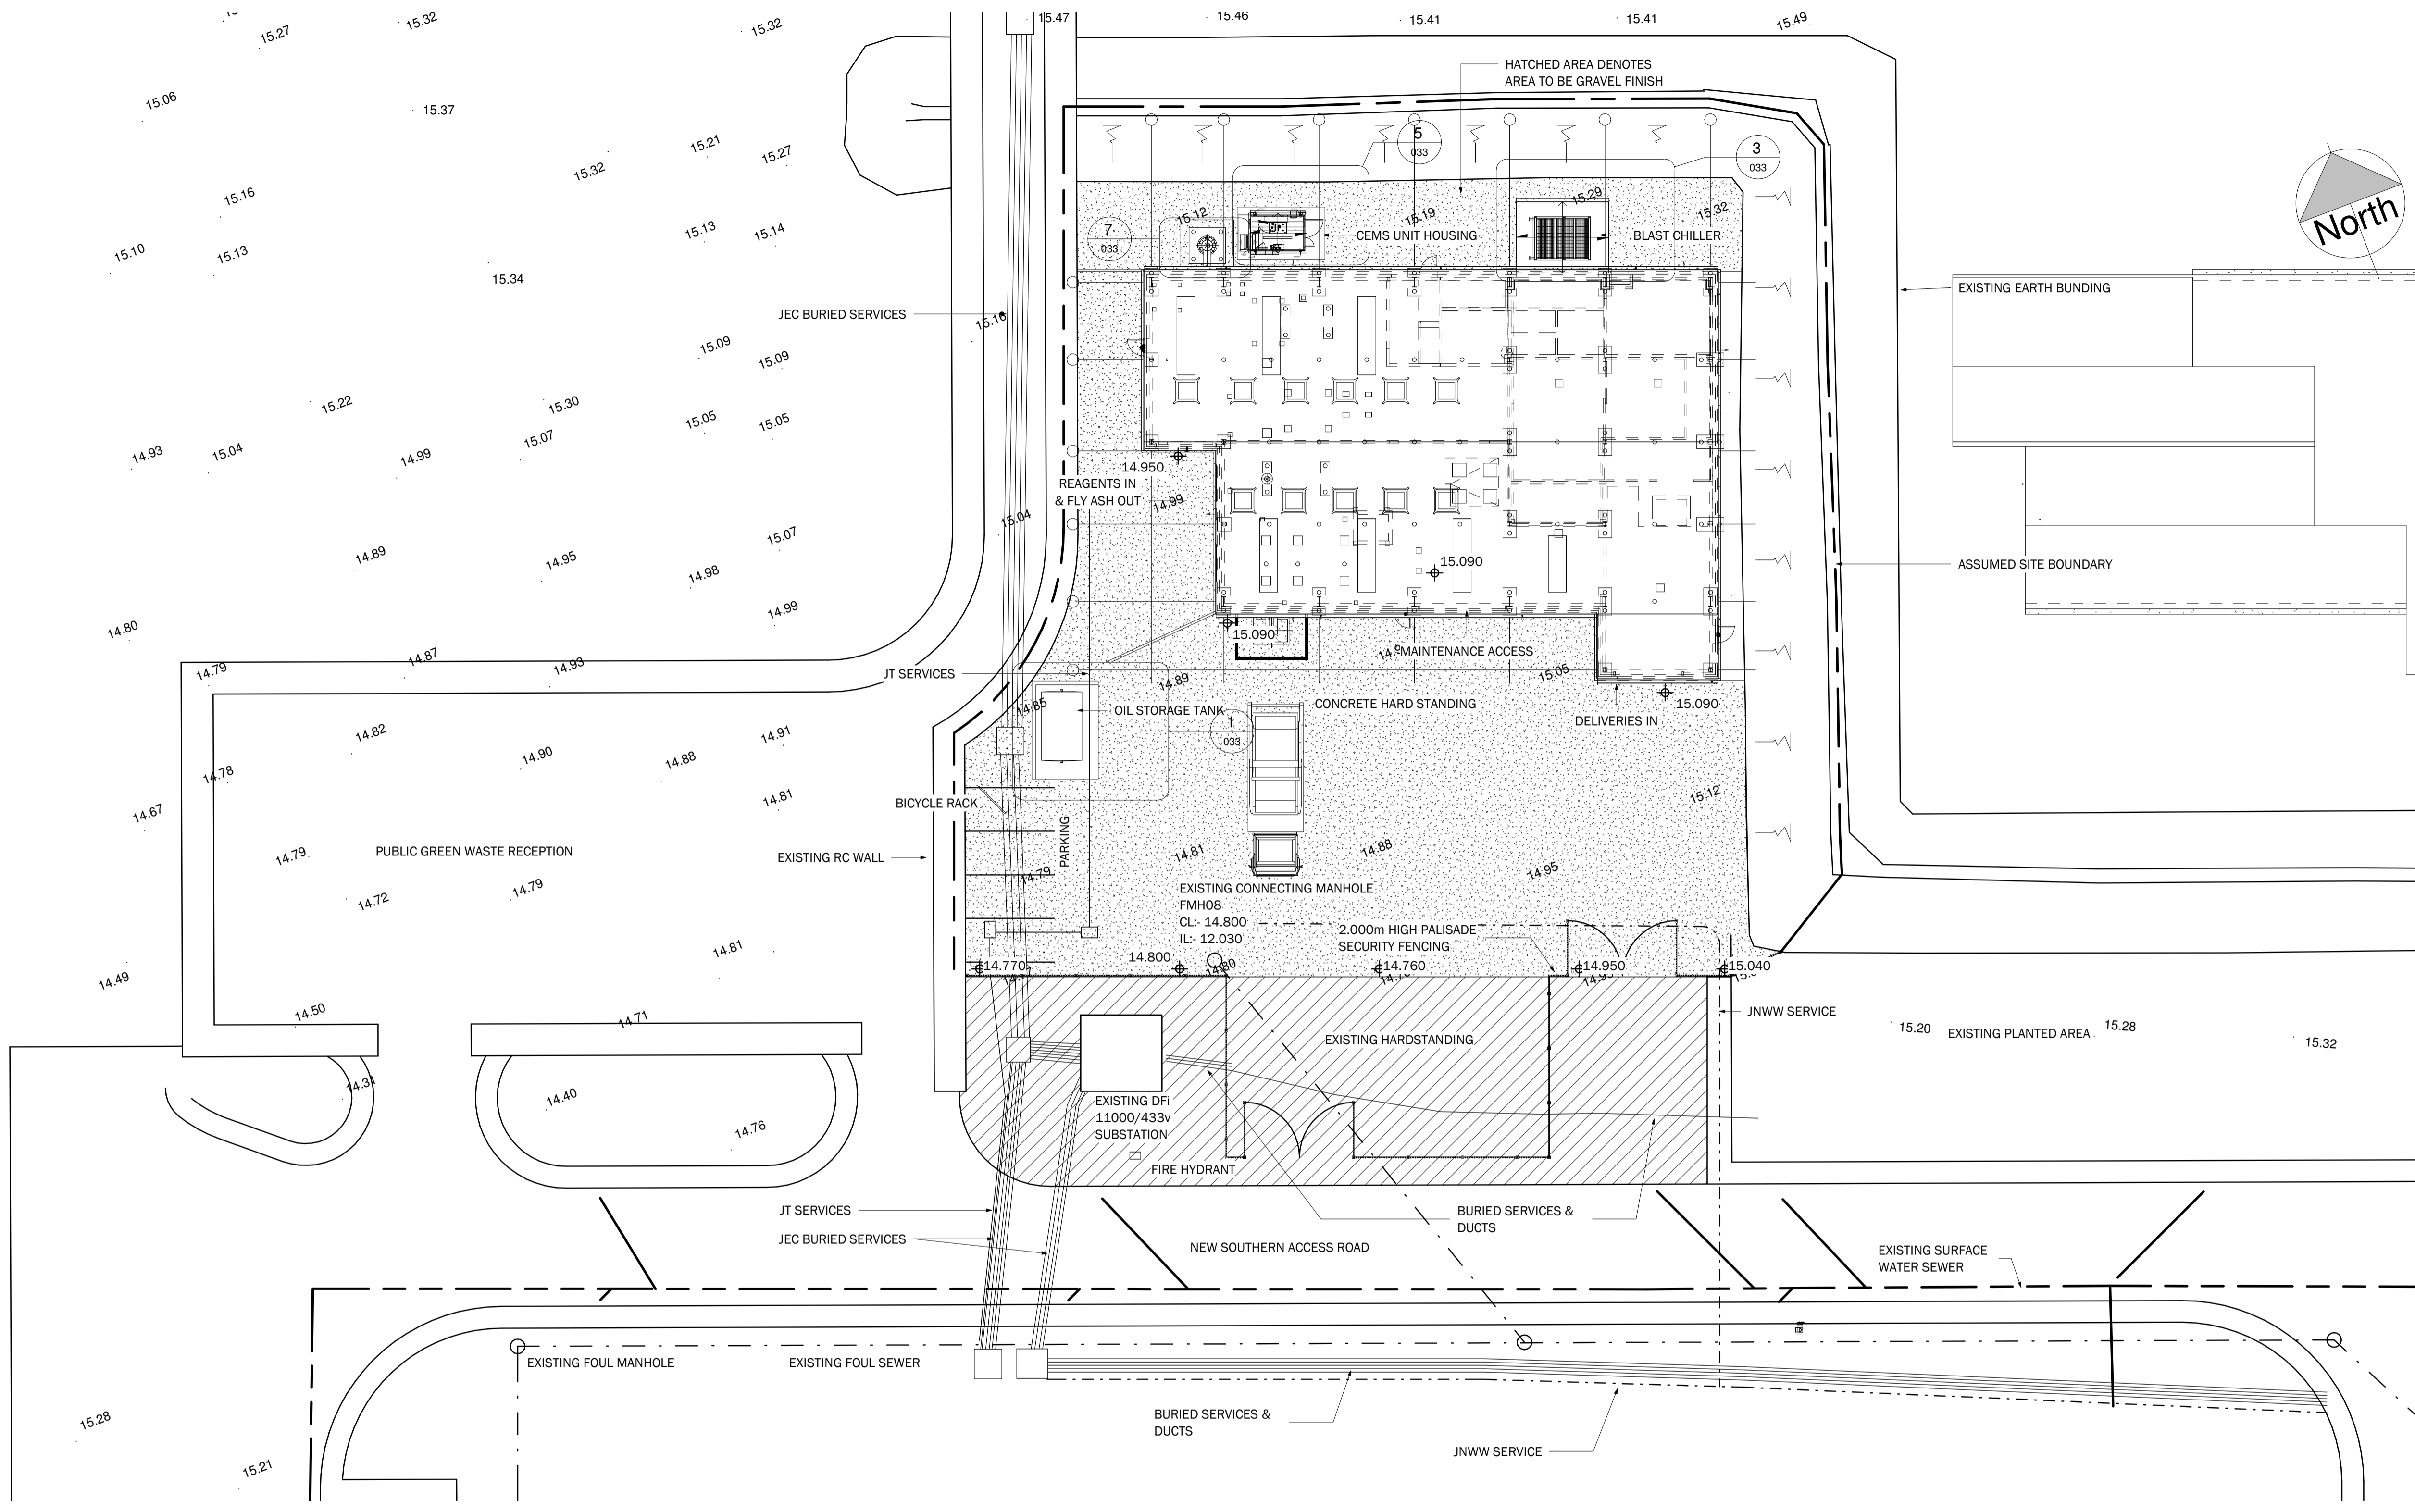 15.32
15.27
15.32
15.47
15.46
15.41
15.41
15.49
HATCHED AREA DENOTES
AREA TO BE GRAVEL FINISH
15.06
15.37
15.21
15.27
15.32
5
033
3
033
North
15.16
15.13
15.14
15.10
15.13
15.34
7
033
15.12
CEMS UNIT HOUSING
15.19
15.29
BLAST CHILLER
15.32
EXISTING EARTH BUNDING
JEC BURIED SERVICES
15.16
15.09
15.09
15.22
15.30
15.05
15.05
14.93
15.04
14.99
15.07
14.950
REAGENTS IN
& FLY ASH OUT
14.99
15.04
15.07
14.89
14.95
14.98
14.99
15.090
ASSUMED SITE BOUNDARY
14.80
14.79
14.87
14.93
15.090
MAINTENANCE ACCESS
JT SERVICES
14.89
15.05
14.85
OIL STORAGE TANK
1
033
CONCRETE HARD STANDING
DELIVERIES IN
15.090
14.82
14.90
14.88
14.91
14.78
14.81
14.67
BICYCLE RACK
PARKING
15.12
14.79
PUBLIC GREEN WASTE RECEPTION
EXISTING RC WALL
14.81
14.88
14.95
14.79
14.72
14.79
EXISTING CONNECTING MANHOLE
FMH08
CL:- 14.800
IL:- 12.030
2.000m HIGH PALISADE
SECURITY FENCING
14.81
14.49
14.770
14.800
14.80
14.760
14.950
15.040
14.50
14.71
JNWW SERVICE
15.20
EXISTING PLANTED AREA
15.28
15.32
EXISTING HARDSTANDING
14.31
14.40
14.76
EXISTING DFi
11000/433v
SUBSTATION
FIRE HYDRANT
JT SERVICES
JEC BURIED SERVICES
BURIED SERVICES &
DUCTS
NEW SOUTHERN ACCESS ROAD
EXISTING SURFACE
WATER SEWER
EXISTING FOUL MANHOLE
EXISTING FOUL SEWER
15.28
15.21
BURIED SERVICES &
DUCTS
JNWW SERVICE